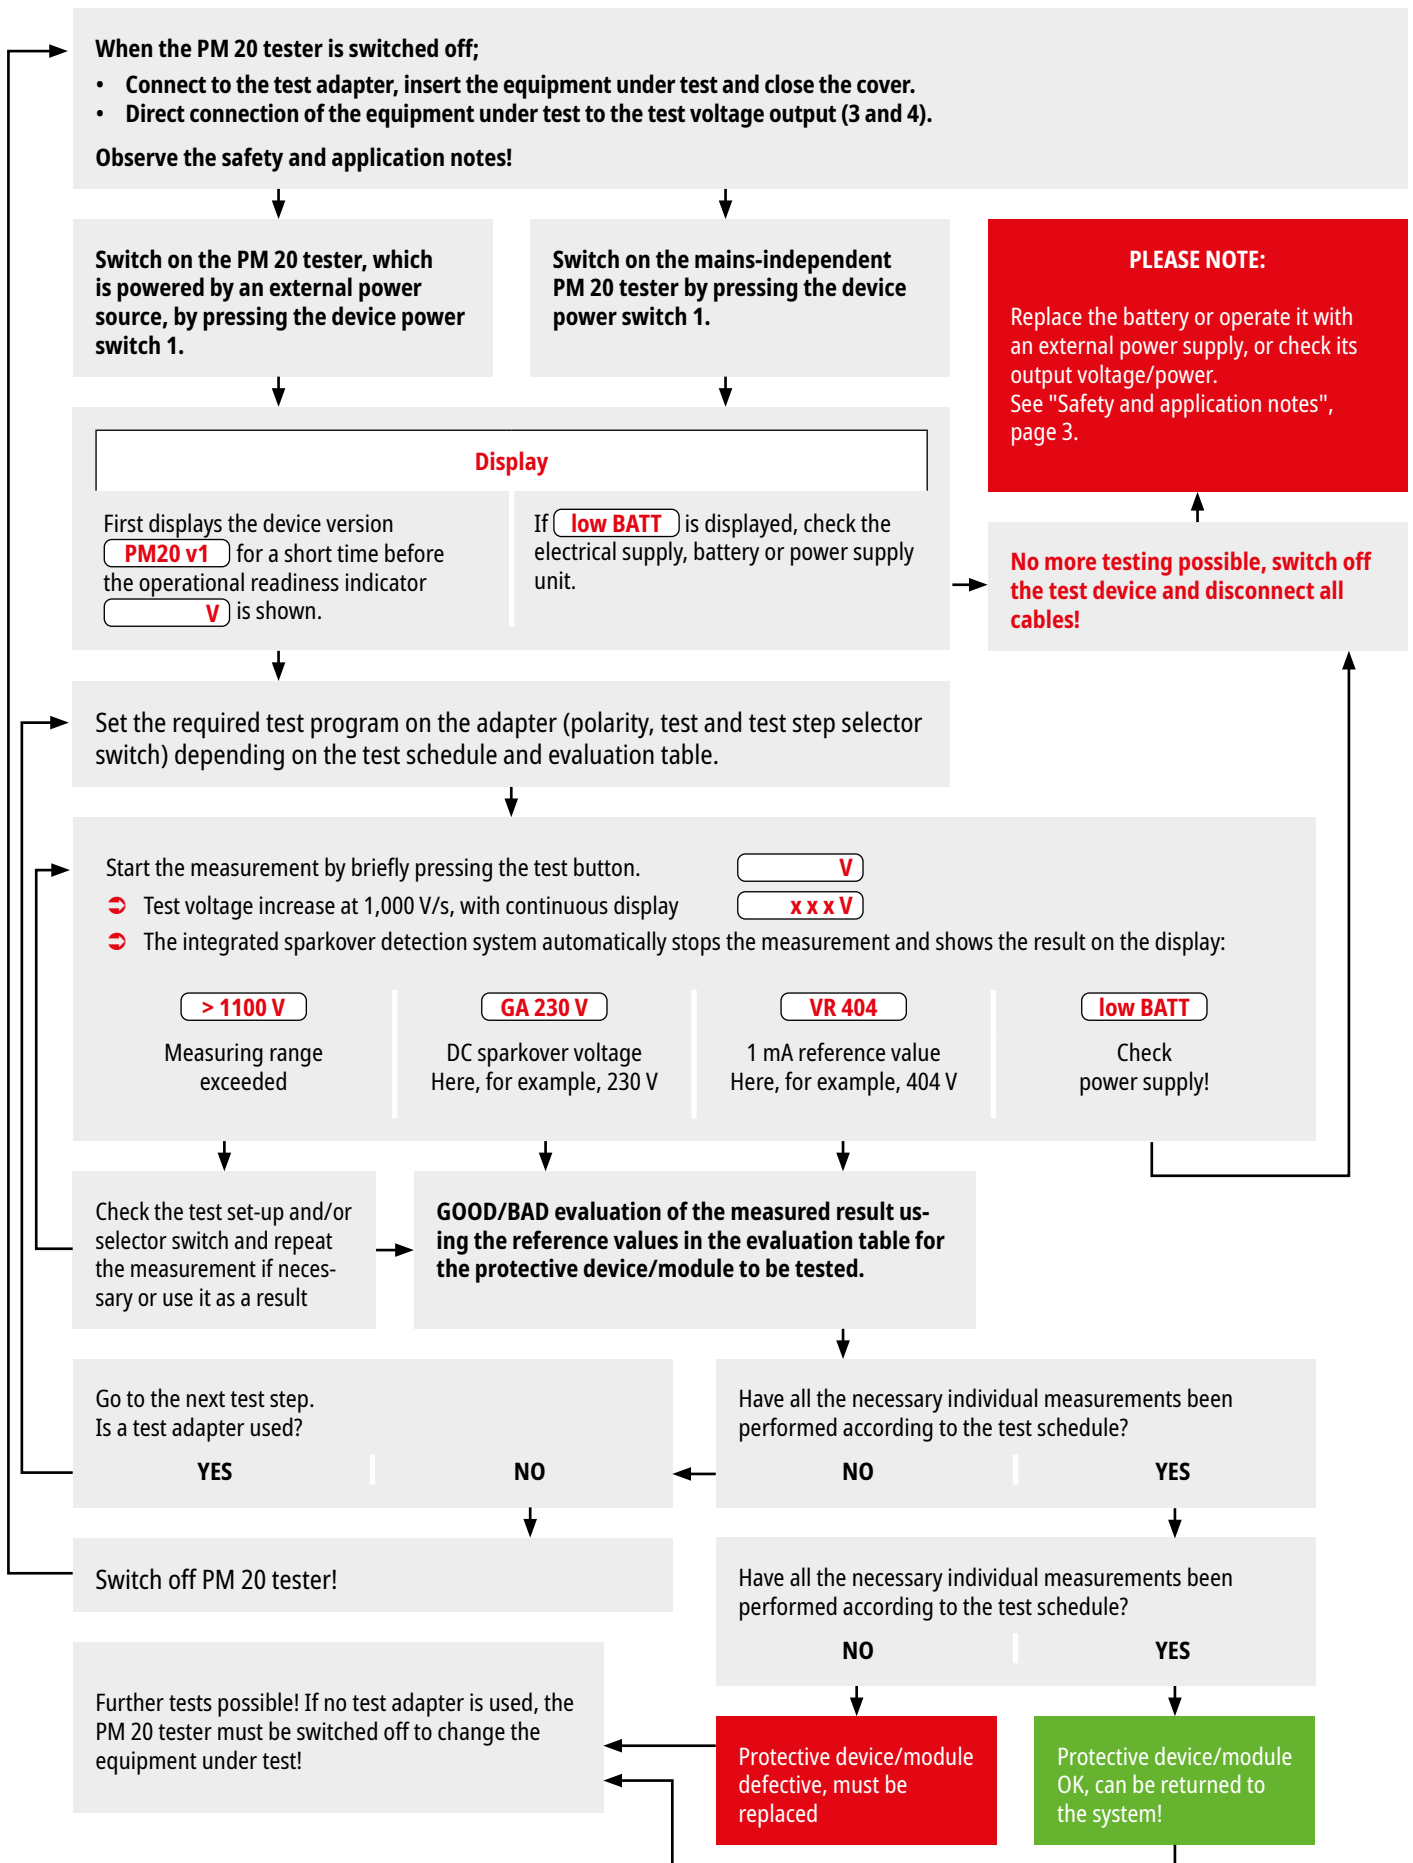 When the PM 20 tester is switched off;
• Connect to the test adapter, insert the equipment under test and close the cover.
• Direct connection of the equipment under test to the test voltage output (3 and 4).
Observe the safety and application notes!
Switch on the PM 20 tester, which
is powered by an external power
source, by pressing the device power
switch 1.
Switch on the mains-independent
PM 20 tester by pressing the device
power switch 1.
PLEASE NOTE:
Replace the battery or operate it with
an external power supply, or check its
output voltage/power.
See "Safety and application notes",
page 3.
Display
First displays the device version
PM20 v1 for a short time before
the operational readiness indicator
V is shown.
If low BATT is displayed, check the
electrical supply, battery or power supply
unit.
No more testing possible, switch off
the test device and disconnect all
cables!
Set the required test program on the adapter (polarity, test and test step selector
switch) depending on the test schedule and evaluation table.
Start the measurement by briefly pressing the test button. V
Test voltage increase at 1,000 V/s, with continuous display x x x V
The integrated sparkover detection system automatically stops the measurement and shows the result on the display:
> 1100 V
Measuring range
exceeded
GA 230 V
DC sparkover voltage
Here, for example, 230 V
VR 404
1 mA reference value
Here, for example, 404 V
low BATT
Check
power supply!
Check the test set-up and/or
selector switch and repeat
the measurement if neces-
sary or use it as a result
GOOD/BAD evaluation of the measured result us-
ing the reference values in the evaluation table for
the protective device/module to be tested.
Go to the next test step.
Is a test adapter used?
YES NO
Have all the necessary individual measurements been
performed according to the test schedule?
NO YES
Switch off PM 20 tester!
Have all the necessary individual measurements been
performed according to the test schedule?
NO YES
Further tests possible! If no test adapter is used, the
PM 20 tester must be switched off to change the
equipment under test!
Protective device/module
defective, must be
replaced
Protective device/module
OK, can be returned to
the system!